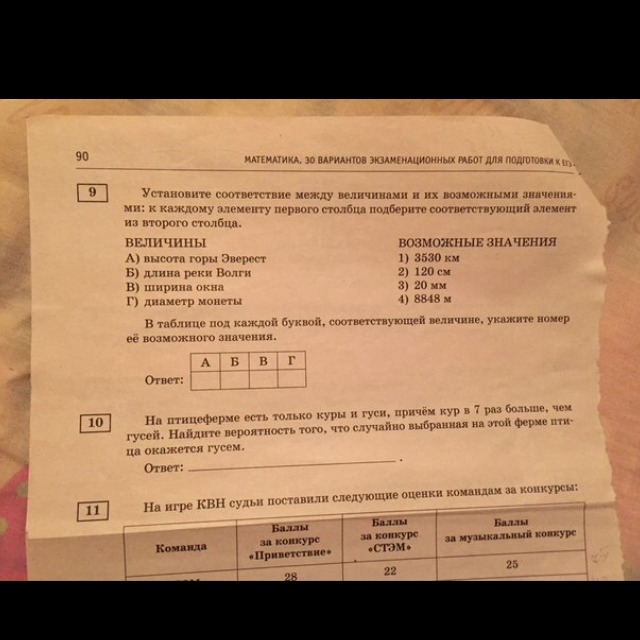 90
МАТЕМАТИКА. 30 ВАРИАНТОВ ЭКЗАМЕНАЦИОННЫХ РАБОТ ДЛЯ ПОДГОТОВКИ К ЕГЭ
9
Установите соответствие между величинами и их возможными значения-
ми: к каждому элементу первого столбца подберите соответствующий элемент
из второго столбца.
ВЕЛИЧИНЫ
А) высота горы Эверест
Б) длина реки Волги
В) ширина окна
Г) диаметр монеты
ВОЗМОЖНЫЕ ЗНАЧЕНИЯ
1) 3530 км
2) 120 см
3) 20 мм
4) 8848 м
В таблице под каждой буквой, соответствующей величине, укажите номер
её возможного значения.
А Б В Г
Ответ:
10
На птицеферме есть только куры и гуси, причём кур в 7 раз больше, чем
гусей. Найдите вероятность того, что случайно выбранная на этой ферме пти-
ца окажется гусем.
Ответ: .
11
На игре КВН судьи поставили следующие оценки командам за конкурсы:
Команда
Баллы
за конкурс
«Приветствие»
Баллы
за конкурс
«СТЭМ»
Баллы
за музыкальный конкурс
28 22 25